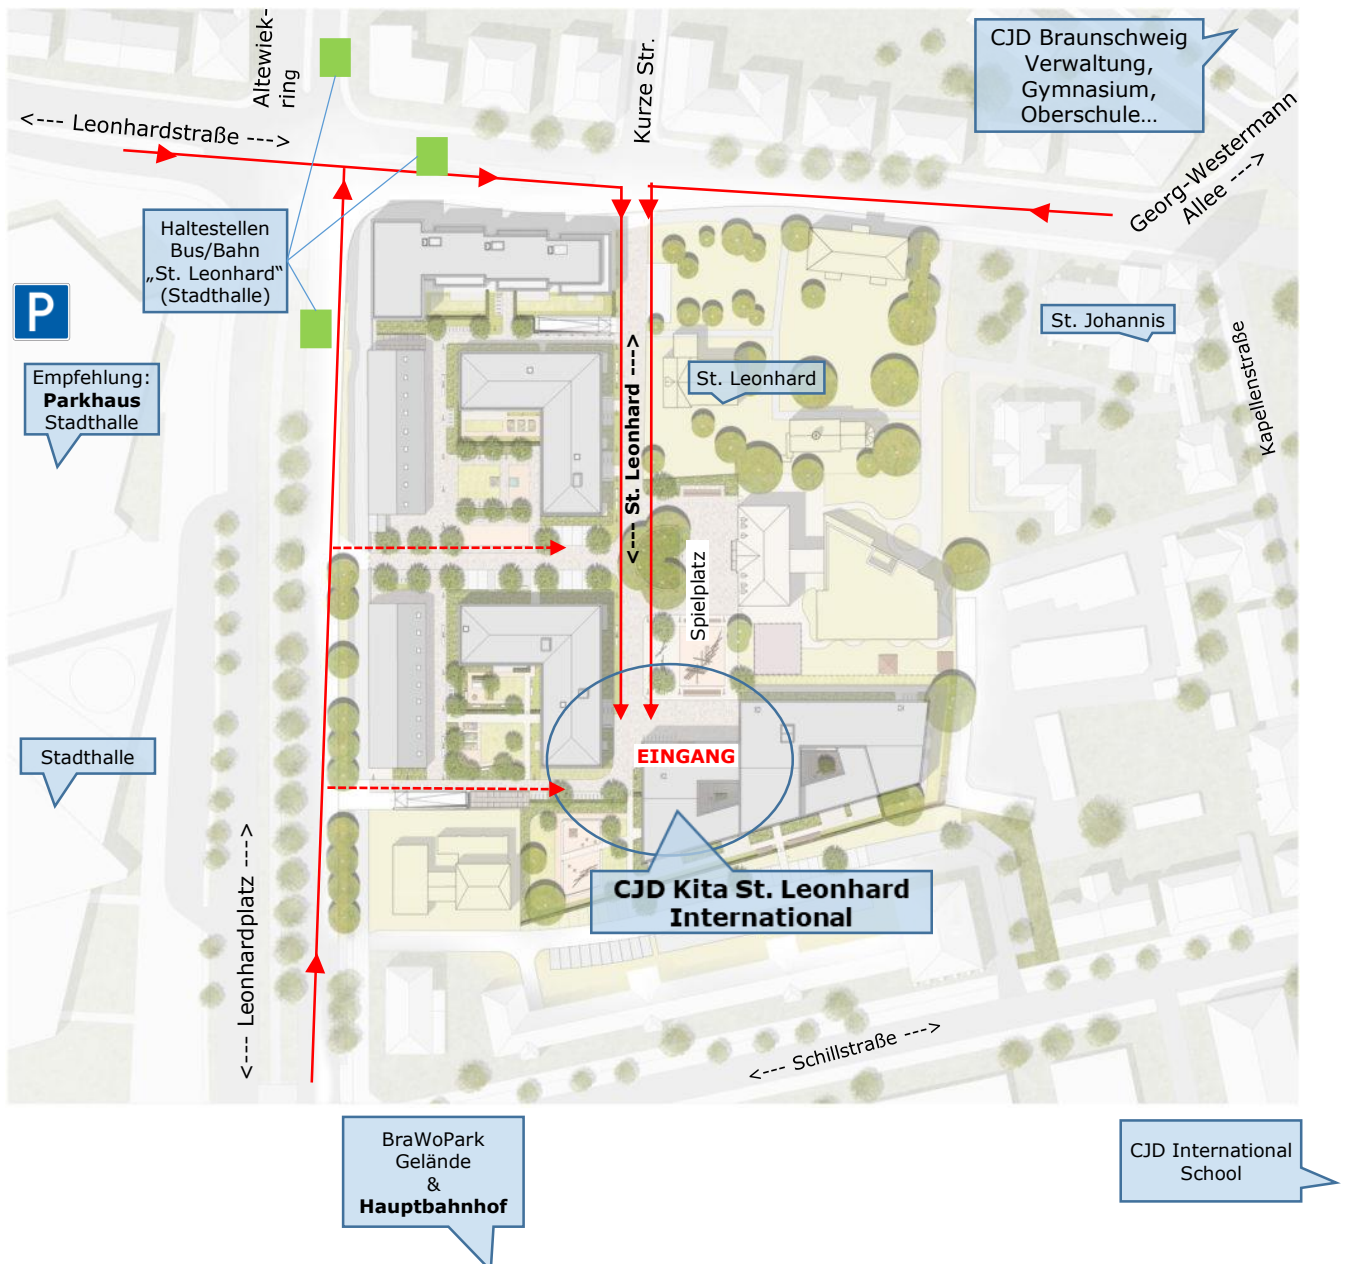 Altewiek-
ring
Kurze Str.
CJD Braunschweig
Verwaltung,
Gymnasium,
Oberschule…
<--- Leonhardstraße --->
Georg-Westermann
Allee --->
Haltestellen
Bus/Bahn
„St. Leonhard“
(Stadthalle)
P
St. Johannis
Empfehlung:
Parkhaus
Stadthalle
St. Leonhard
<--- St. Leonhard --->
Kapellenstraße
Spielplatz
Stadthalle
EINGANG
CJD Kita St. Leonhard
International
<---- Leonhardplatz ---->
<--- Schillstraße --->
BraWoPark
Gelände
&
Hauptbahnhof
CJD International
School